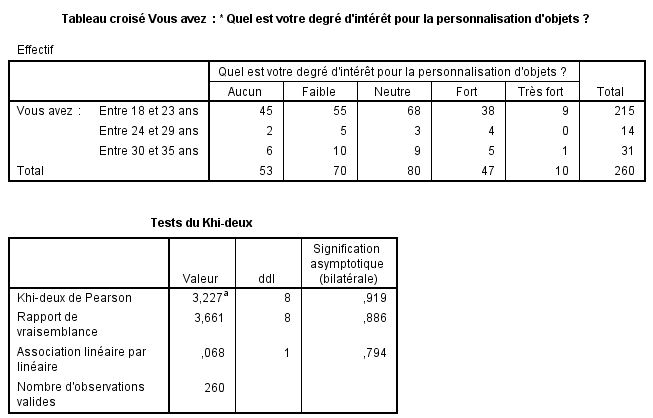 Tableau croisé Vous avez : * Quel est votre degré d'intérêt pour la personnalisation d'objets ?
Effectif
Quel est votre degré d'intérêt pour la personnalisation d'objets ?
Aucun Faible Neutre Fort Très fort Total
Vous avez : Entre 18 et 23 ans 45 55 68 38 9 215
Entre 24 et 29 ans 2 5 3 4 0 14
Entre 30 et 35 ans 6 10 9 5 1 31
Total 53 70 80 47 10 260
Tests du Khi-deux
Valeur ddl Signification
asymptotique
(bilatérale)
Khi-deux de Pearson 3,227a 8 ,919
Rapport de
vraisemblance 3,661 8 ,886
Association linéaire par
linéaire ,068 1 ,794
Nombre d'observations
valides 260